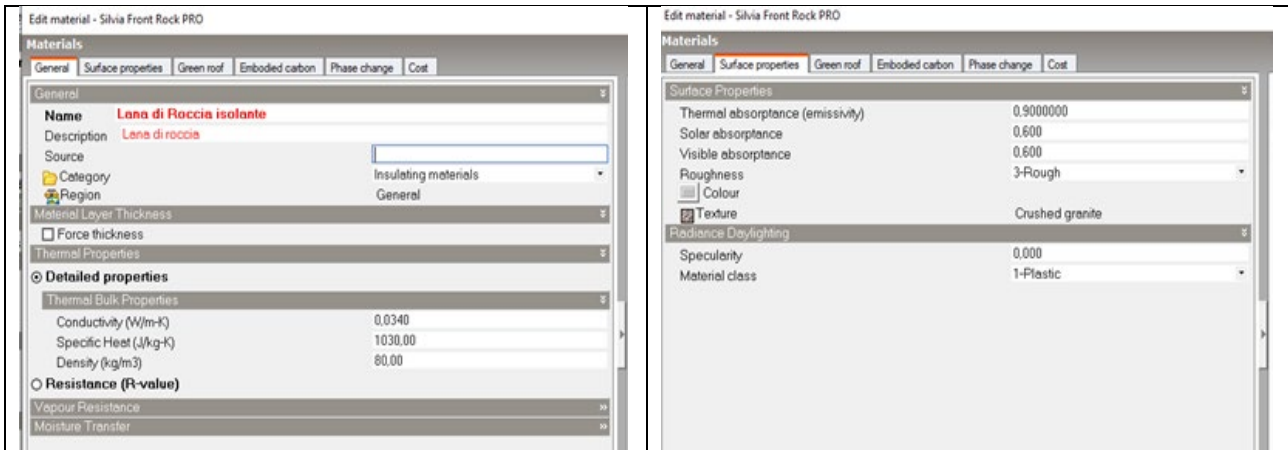 Edit material - Silvia Front Rock PRO
Materials
General Surface properties Green roof Embodied carbon Phase change Cost
General
Name Lana di Roccia isolante
Description Lana di roccia
Source
Category Insulating materials
Region General
Material Layer Thickness
Force thickness
Thermal Properties
Detailed properties
Thermal Bulk Properties
Conductivity (W/m-K) 0,0340
Specific Heat (J/kg-K) 1030,00
Density (kg/m3) 80,00
Resistance (R-value)
Vapour Resistance
Moisture Transfer
Edit material - Silvia Front Rock PRO
Materials
General Surface properties Green roof Embodied carbon Phase change Cost
Surface Properties
Thermal absorptance (emissivity) 0,9000000
Solar absorptance 0,600
Visible absorptance 0,600
Roughness 3-Rough
Colour
Texture Crushed granite
Radiance Daylighting
Specularity 0,000
Material class 1-Plastic